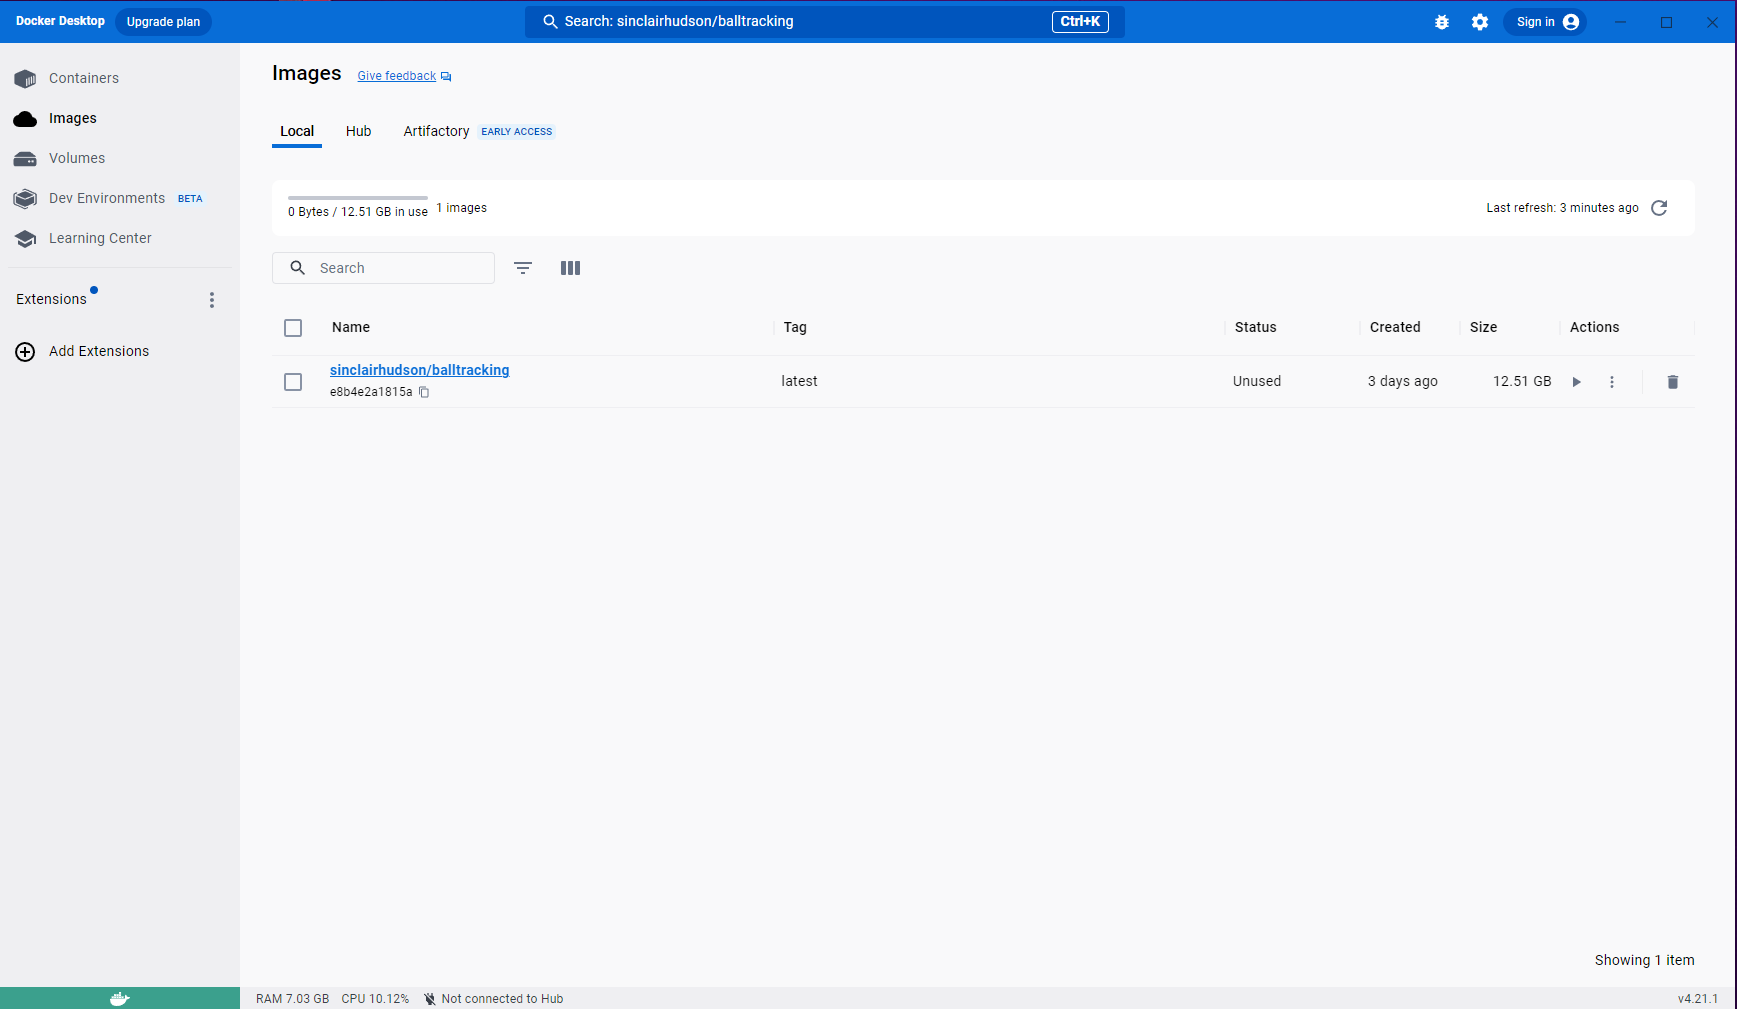 Docker Desktop Upgrade plan Search: sinclairhudson/balltracking Ctrl+K Sign in
Containers
Images
Volumes
Dev Environments BETA
Learning Center
Extensions
Add Extensions
Images Give feedback
Local Hub Artifactory EARLY ACCESS
0 Bytes / 12.51 GB in use 1 images Last refresh: 3 minutes ago
Search
Name Tag Status Created Size Actions
sinclairhudson/balltracking
e8b4e2a1815a
latest Unused 3 days ago 12.51 GB
Showing 1 item
RAM 7.03 GB CPU 10.12% Not connected to Hub v4.21.1